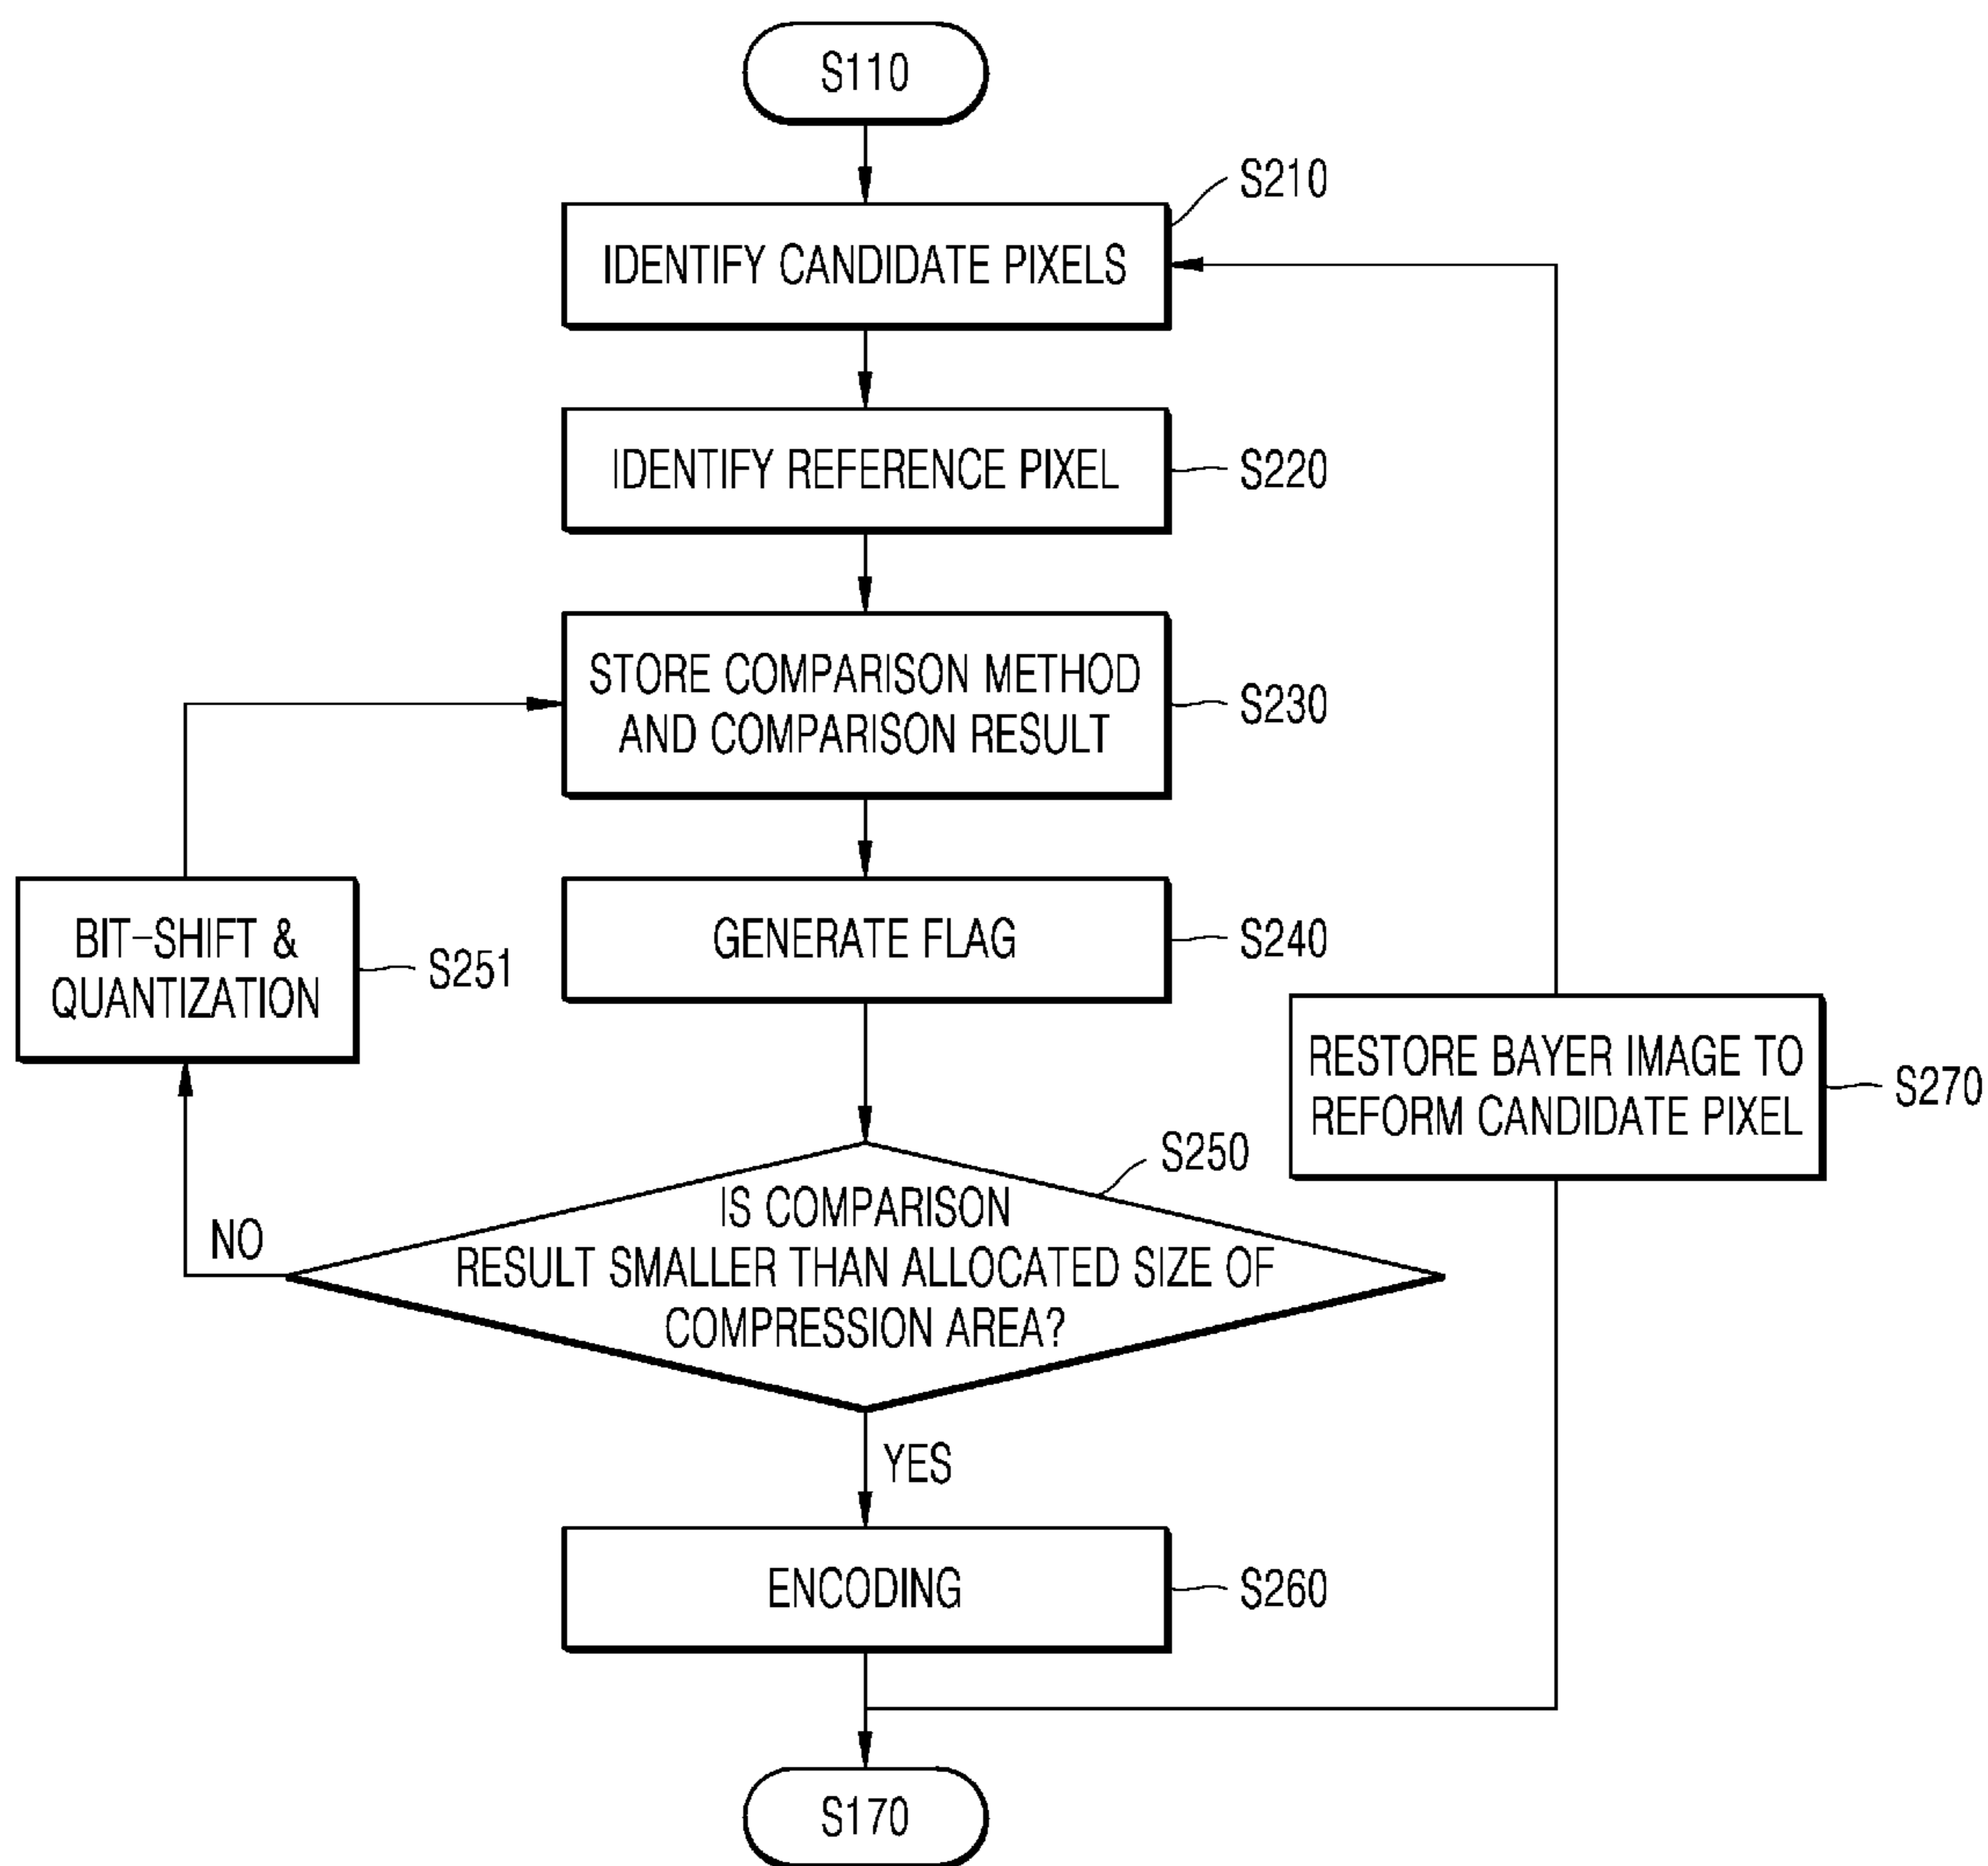 S110
S210
IDENTIFY CANDIDATE PIXELS
IDENTIFY REFERENCE PIXEL
S220
STORE COMPARISON METHOD
AND COMPARISON RESULT
S230
GENERATE FLAG
S240
BIT-SHIFT &
QUANTIZATION
S251
RESTORE BAYER IMAGE TO
REFORM CANDIDATE PIXEL
S270
S250
IS COMPARISON
RESULT SMALLER THAN ALLOCATED SIZE OF
COMPRESSION AREA?
NO
YES
ENCODING
S260
S170